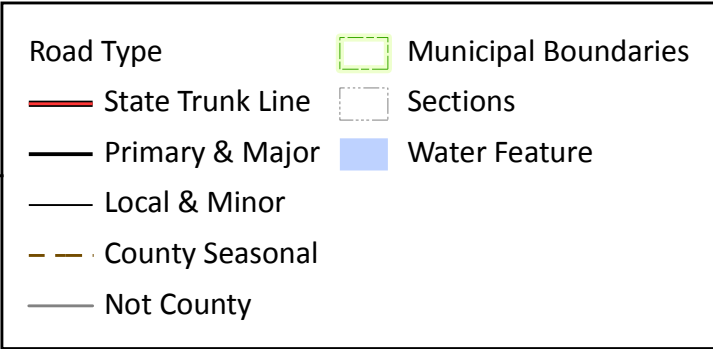 Road Type
State Trunk Line
Primary & Major
Local & Minor
County Seasonal
Not County
Municipal Boundaries
Sections
Water Feature